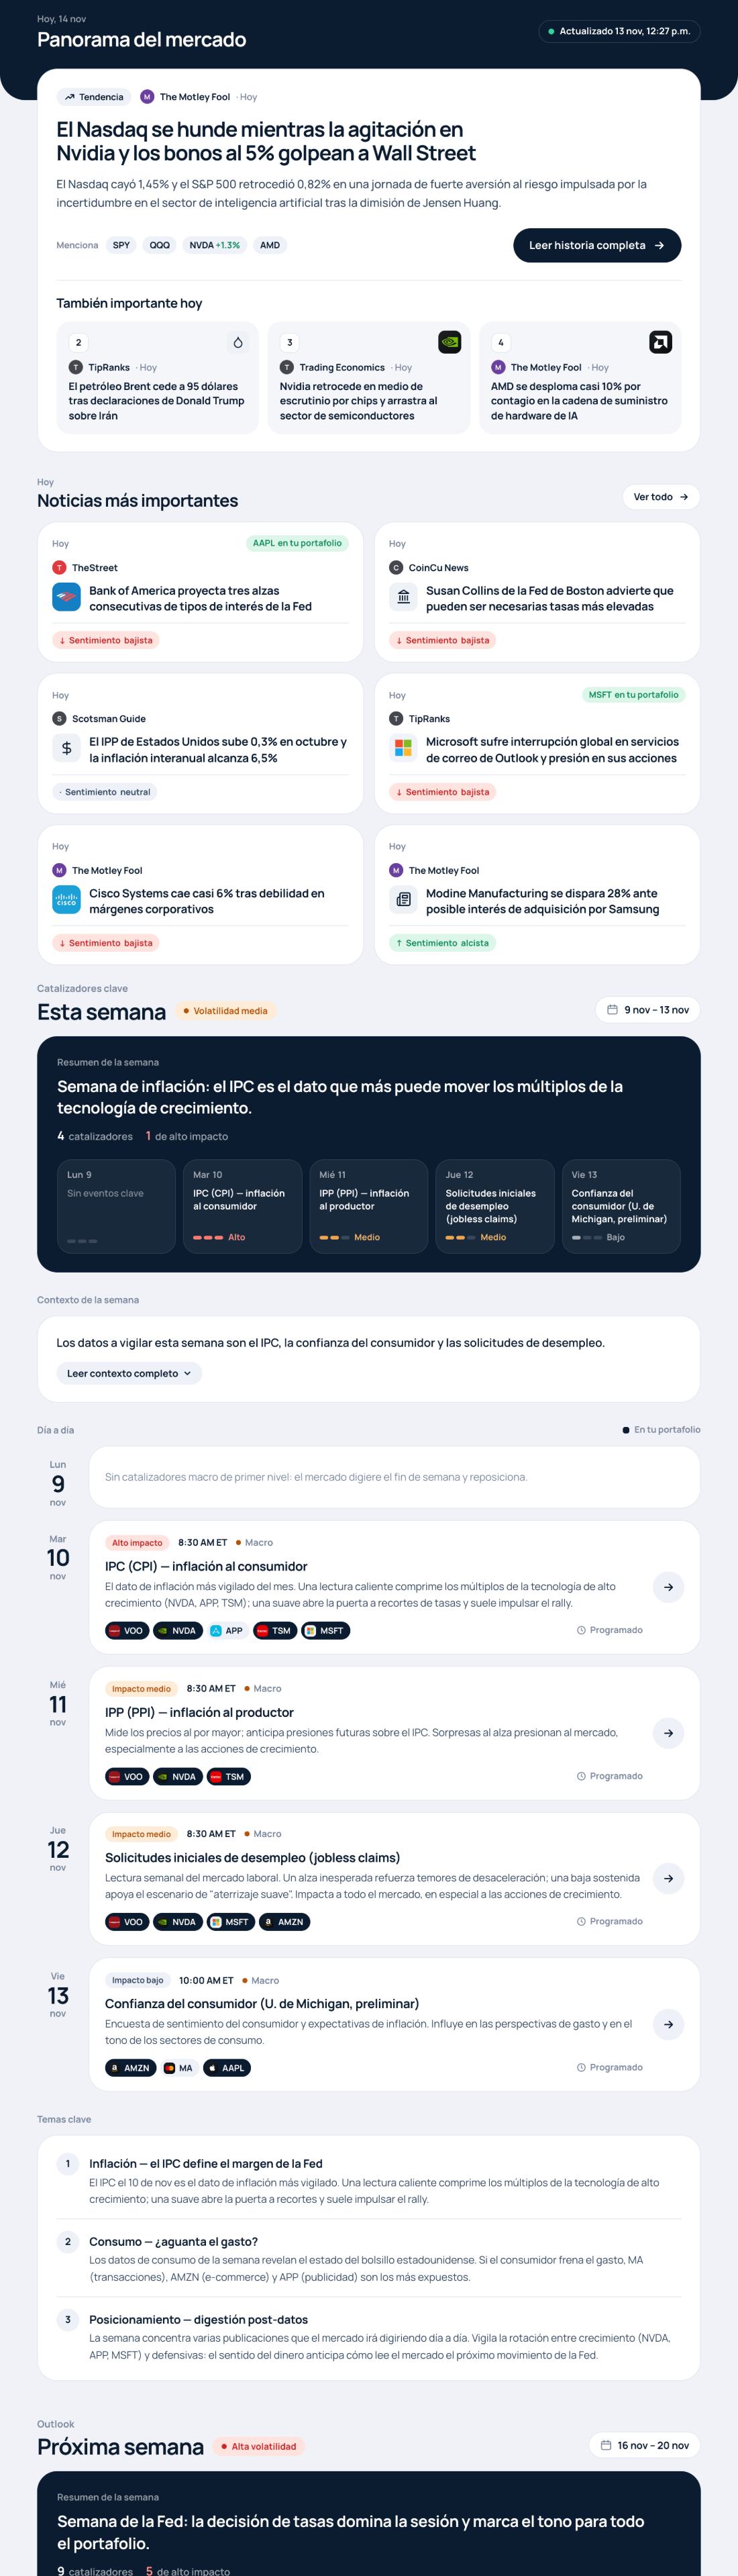 Hoy, 14 nov
Panorama del mercado
Actualizado 13 nov, 12:27 p.m.
Tendencia
M
The Motley Fool · Hoy
El Nasdaq se hunde mientras la agitación en
Nvidia y los bonos al 5% golpean a Wall Street
El Nasdaq cayó 1,45% y el S&P 500 retrocedió 0,82% en una jornada de fuerte aversión al riesgo impulsada por la
incertidumbre en el sector de inteligencia artificial tras la dimisión de Jensen Huang.
Menciona SPY QQQ NVDA +1.3% AMD
Leer historia completa →
También importante hoy
2
T TipRanks · Hoy
El petróleo Brent cede a 95 dólares
tras declaraciones de Donald Trump
sobre Irán
3
T Trading Economics · Hoy
Nvidia retrocede en medio de
escrutinio por chips y arrastra al
sector de semiconductores
4
M The Motley Fool · Hoy
AMD se desploma casi 10% por
contagio en la cadena de suministro
de hardware de IA
Hoy
Noticias más importantes
Ver todo →
Hoy
AAPL en tu portafolio
T TheStreet
Bank of America proyecta tres alzas
consecutivas de tipos de interés de la Fed
↓ Sentimiento bajista
Hoy
C CoinCu News
Susan Collins de la Fed de Boston advierte que
pueden ser necesarias tasas más elevadas
↓ Sentimiento bajista
Hoy
S Scotsman Guide
$
El IPP de Estados Unidos sube 0,3% en octubre y
la inflación interanual alcanza 6,5%
· Sentimiento neutral
Hoy
MSFT en tu portafolio
T TipRanks
Microsoft sufre interrupción global en servicios
de correo de Outlook y presión en sus acciones
↓ Sentimiento bajista
Hoy
M The Motley Fool
CISCO
Cisco Systems cae casi 6% tras debilidad en
márgenes corporativos
↓ Sentimiento bajista
Hoy
M The Motley Fool
Modine Manufacturing se dispara 28% ante
posible interés de adquisición por Samsung
↑ Sentimiento alcista
Catalizadores clave
Esta semana
Volatilidad media
9 nov – 13 nov
Resumen de la semana
Semana de inflación: el IPC es el dato que más puede mover los múltiplos de la
tecnología de crecimiento.
4 catalizadores 1 de alto impacto
Lun 9
Sin eventos clave
Mar 10
IPC (CPI) — inflación
al consumidor
Alto
Mié 11
IPP (PPI) — inflación
al productor
Medio
Jue 12
Solicitudes iniciales
de desempleo
(jobless claims)
Medio
Vie 13
Confianza del
consumidor (U. de
Michigan, preliminar)
Bajo
Contexto de la semana
Los datos a vigilar esta semana son el IPC, la confianza del consumidor y las solicitudes de desempleo.
Leer contexto completo
Día a día
En tu portafolio
Lun
9
nov
Sin catalizadores macro de primer nivel: el mercado digiere el fin de semana y reposiciona.
Mar
10
nov
Alto impacto 8:30 AM ET Macro
IPC (CPI) — inflación al consumidor
El dato de inflación más vigilado del mes. Una lectura caliente comprime los múltiplos de la tecnología de alto
crecimiento (NVDA, APP, TSM); una suave abre la puerta a recortes de tasas y suele impulsar el rally.
VOO NVDA APP TSM MSFT
Programado
→
Mié
11
nov
Impacto medio 8:30 AM ET Macro
IPP (PPI) — inflación al productor
Mide los precios al por mayor; anticipa presiones futuras sobre el IPC. Sorpresas al alza presionan al mercado,
especialmente a las acciones de crecimiento.
VOO NVDA TSM
Programado
→
Jue
12
nov
Impacto medio 8:30 AM ET Macro
Solicitudes iniciales de desempleo (jobless claims)
Lectura semanal del mercado laboral. Un alza inesperada refuerza temores de desaceleración; una baja sostenida
apoya el escenario de "aterrizaje suave". Impacta a todo el mercado, en especial a las acciones de crecimiento.
VOO NVDA MSFT AMZN
Programado
→
Vie
13
nov
Impacto bajo 10:00 AM ET Macro
Confianza del consumidor (U. de Michigan, preliminar)
Encuesta de sentimiento del consumidor y expectativas de inflación. Influye en las perspectivas de gasto y en el
tono de los sectores de consumo.
AMZN MA AAPL
Programado
→
Temas clave
1
Inflación — el IPC define el margen de la Fed
El IPC el 10 de nov es el dato de inflación más vigilado. Una lectura caliente comprime los múltiplos de la tecnología de alto
crecimiento; una suave abre la puerta a recortes y suele impulsar el rally.
2
Consumo — ¿aguanta el gasto?
Los datos de consumo de la semana revelan el estado del bolsillo estadounidense. Si el consumidor frena el gasto, MA
(transacciones), AMZN (e-commerce) y APP (publicidad) son los más expuestos.
3
Posicionamiento — digestión post-datos
La semana concentra varias publicaciones que el mercado irá digiriendo día a día. Vigila la rotación entre crecimiento (NVDA,
APP, MSFT) y defensivas: el sentido del dinero anticipa cómo lee el mercado el próximo movimiento de la Fed.
Outlook
Próxima semana
Alta volatilidad
16 nov – 20 nov
Resumen de la semana
Semana de la Fed: la decisión de tasas domina la sesión y marca el tono para todo
el portafolio.
9 catalizadores 5 de alto impacto